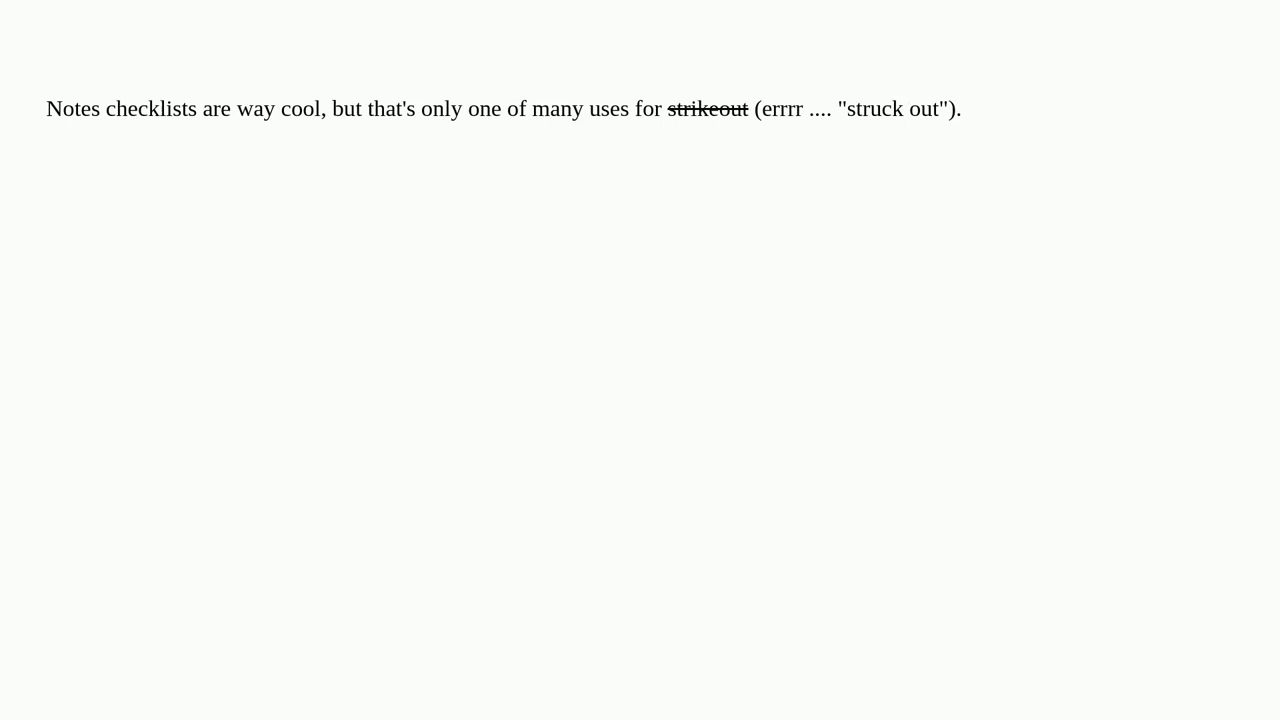 Notes checklists are way cool, but that's only one of many uses for strikeout (errrr .... "struck out").